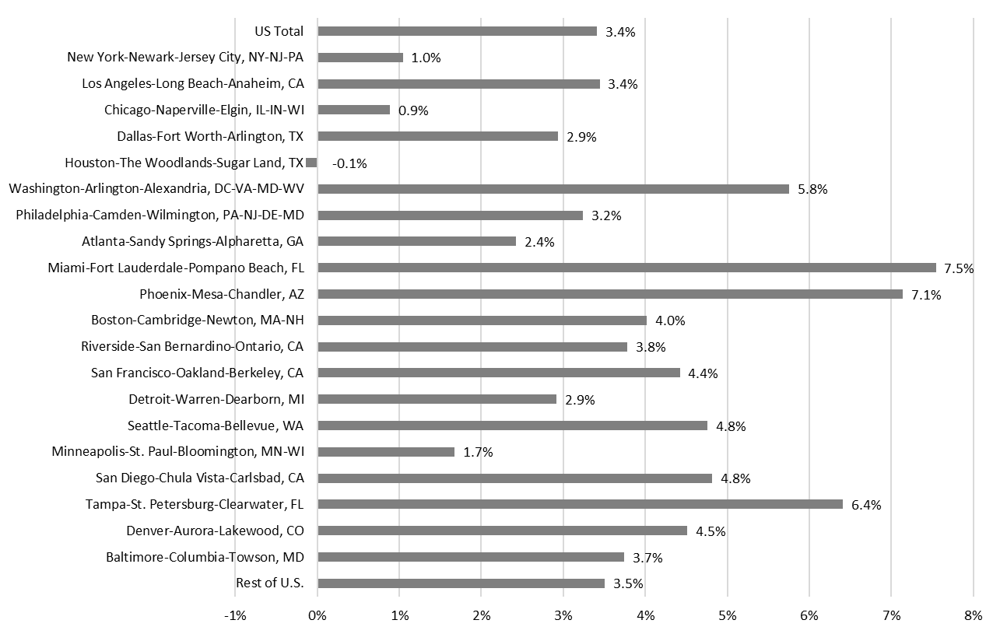 US Total 3.4%
New York-Newark-Jersey City, NY-NJ-PA 1.0%
Los Angeles-Long Beach-Anaheim, CA 3.4%
Chicago-Naperville-Elgin, IL-IN-WI 0.9%
Dallas-Fort Worth-Arlington, TX 2.9%
Houston-The Woodlands-Sugar Land, TX -0.1%
Washington-Arlington-Alexandria, DC-VA-MD-WV 5.8%
Philadelphia-Camden-Wilmington, PA-NJ-DE-MD 3.2%
Atlanta-Sandy Springs-Alpharetta, GA 2.4%
Miami-Fort Lauderdale-Pompano Beach, FL 7.5%
Phoenix-Mesa-Chandler, AZ 7.1%
Boston-Cambridge-Newton, MA-NH 4.0%
Riverside-San Bernardino-Ontario, CA 3.8%
San Francisco-Oakland-Berkeley, CA 4.4%
Detroit-Warren-Dearborn, MI 2.9%
Seattle-Tacoma-Bellevue, WA 4.8%
Minneapolis-St. Paul-Bloomington, MN-WI 1.7%
San Diego-Chula Vista-Carlsbad, CA 4.8%
Tampa-St. Petersburg-Clearwater, FL 6.4%
Denver-Aurora-Lakewood, CO 4.5%
Baltimore-Columbia-Towson, MD 3.7%
Rest of U.S. 3.5%
-1% 0% 1% 2% 3% 4% 5% 6% 7% 8%